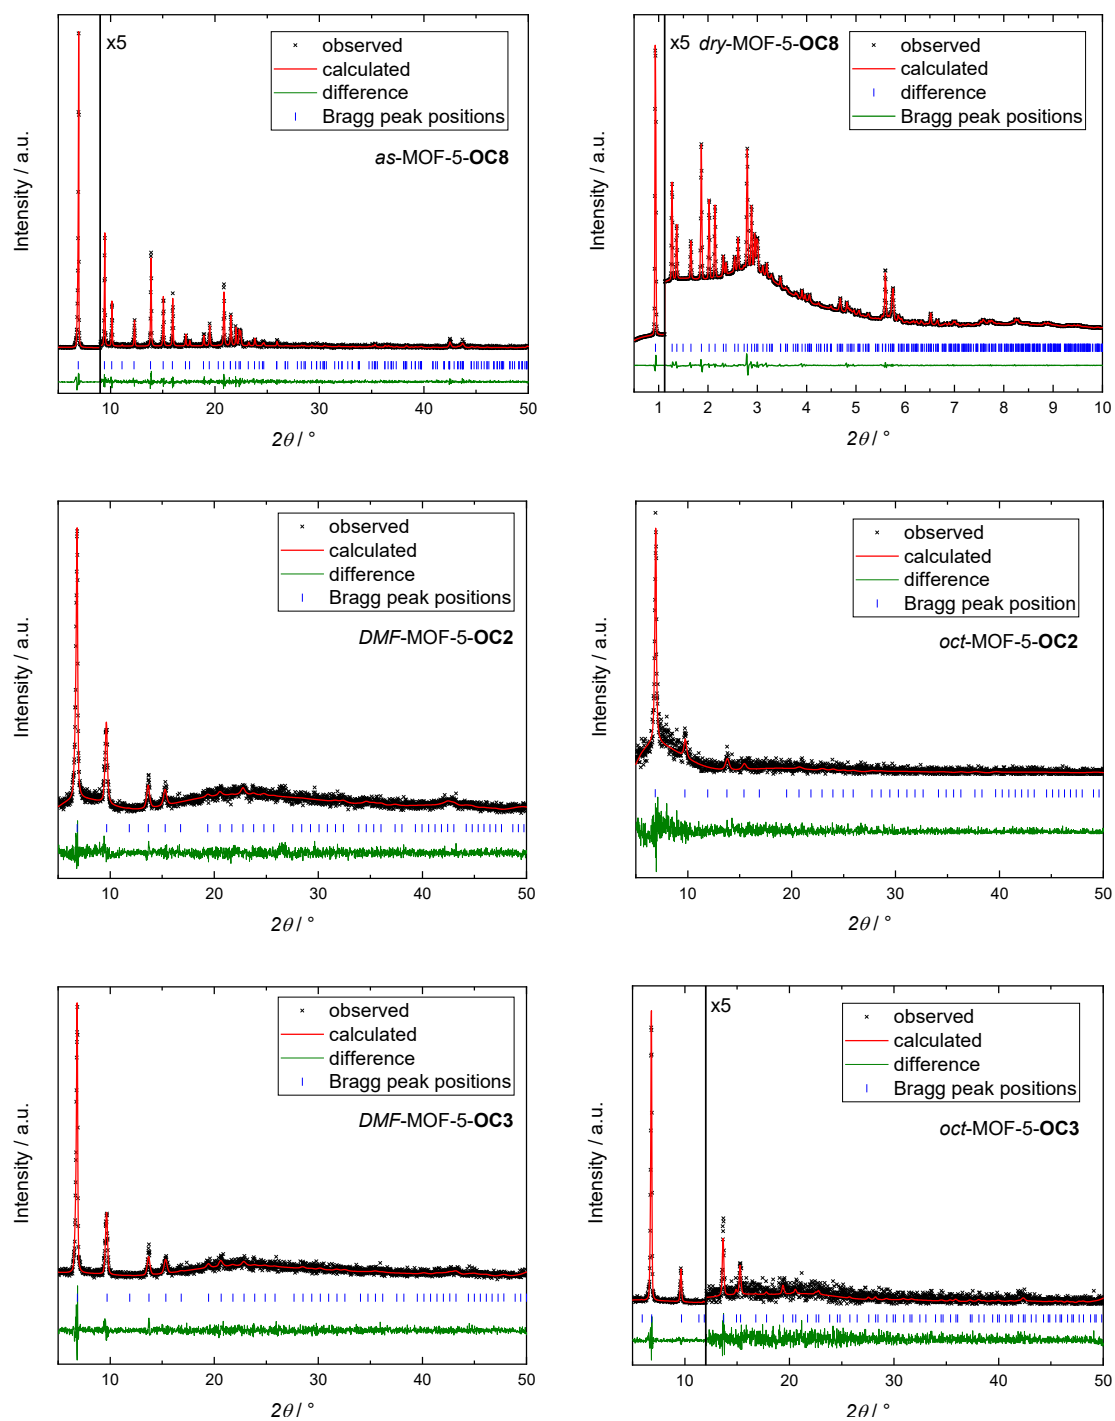 x5
observed
calculated
difference
Bragg peak positions
as-MOF-5-OC8
Intensity / a.u.
10 20 30 40 50
2θ / °
x5 dry-MOF-5-OC8
observed
calculated
difference
Bragg peak positions
Intensity / a.u.
1 2 3 4 5 6 7 8 9 10
2θ / °
observed
calculated
difference
Bragg peak positions
DMF-MOF-5-OC2
Intensity / a.u.
10 20 30 40 50
2θ / °
observed
calculated
difference
Bragg peak position
oct-MOF-5-OC2
Intensity / a.u.
10 20 30 40 50
2θ / °
observed
calculated
difference
Bragg peak positions
DMF-MOF-5-OC3
Intensity / a.u.
10 20 30 40 50
2θ / °
x5
observed
calculated
difference
Bragg peak positions
oct-MOF-5-OC3
Intensity / a.u.
10 20 30 40 50
2θ / °